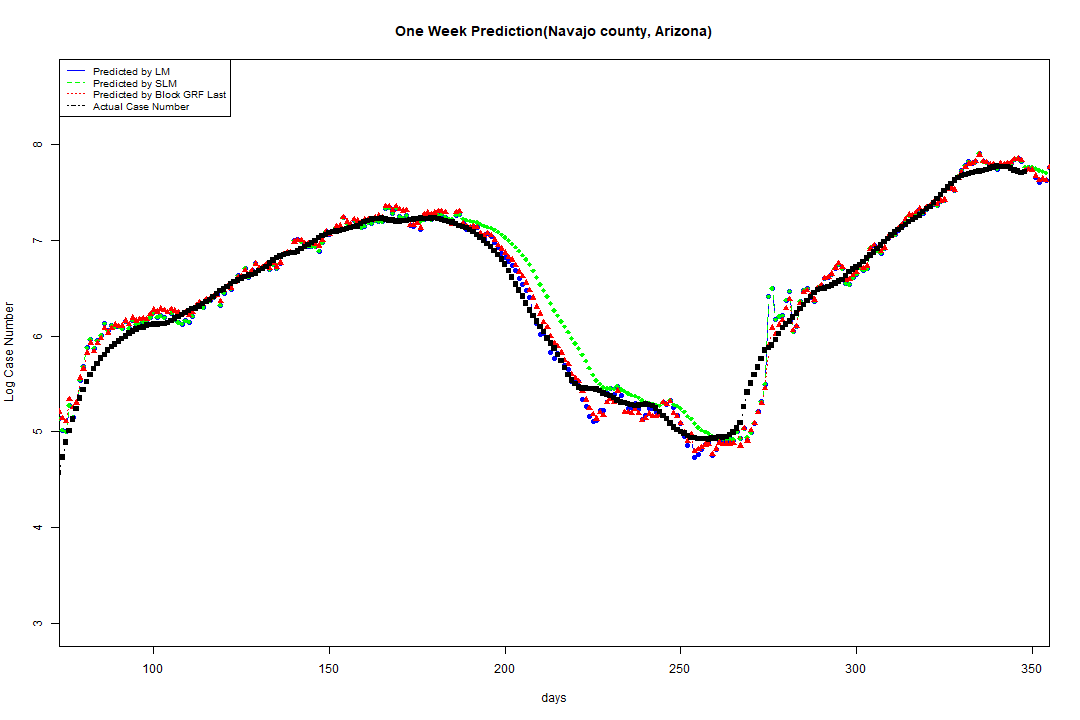 One Week Prediction(Navajo county, Arizona)
Predicted by LM
Predicted by SLM
Predicted by Block GRF Last
Actual Case Number
8
7
6
5
4
3
Log Case Number
100 150 200 250 300 350
days